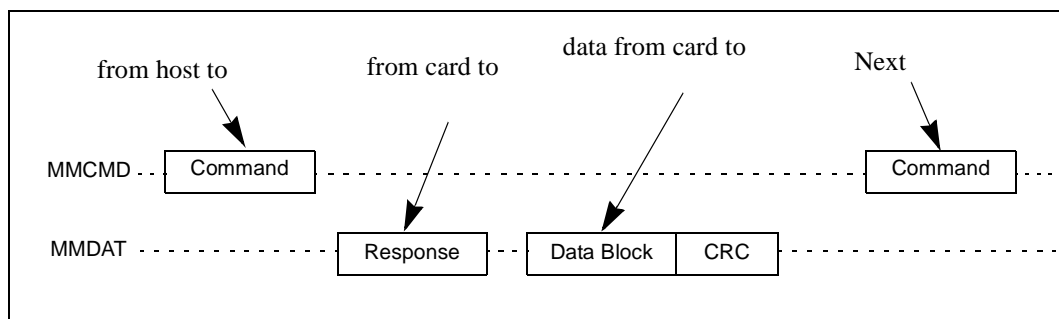 data from card to
from host to
from card to
Next
MMCMD
Command
Command
MMDAT
Response
Data Block
CRC